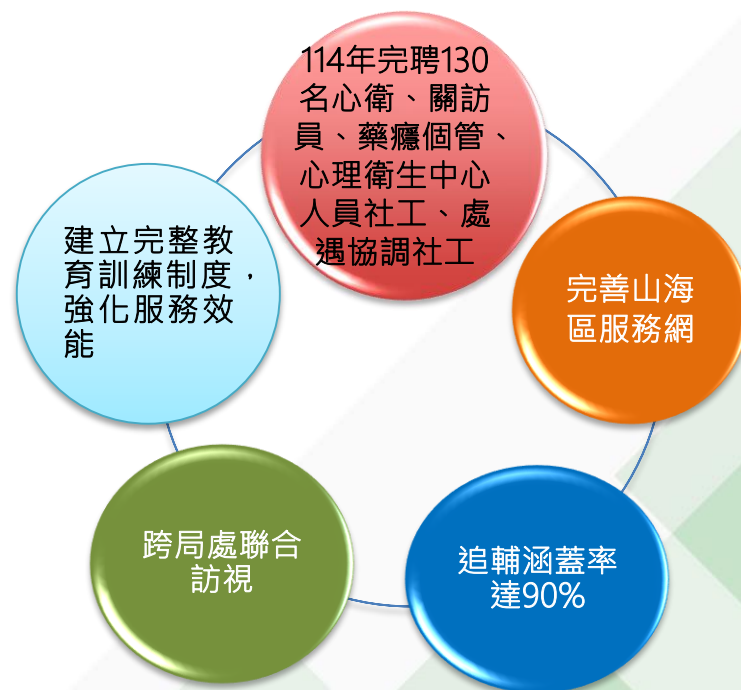 114年完聘130
名心衛、關訪
員、藥癮個管、
心理衛生中心
人員社工、處
遇協調社工
完善山海
區服務網
追輔涵蓋率
達90%
跨局處聯合
訪視
建立完整教
育訓練制度，
強化服務效
能